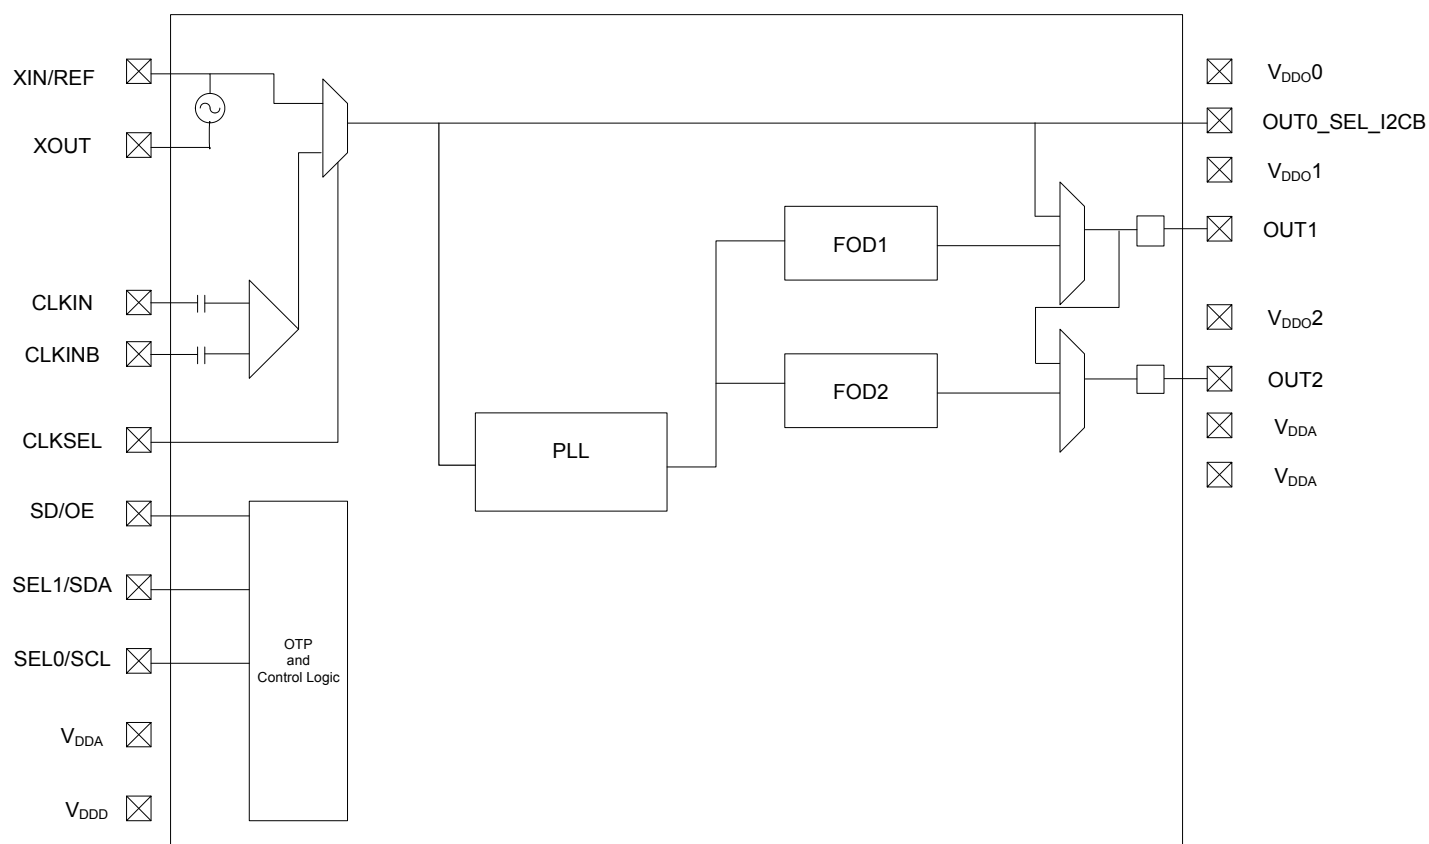 XIN/REF
XOUT
CLKIN
CLKINB
CLKSEL
SD/OE
SEL1/SDA
SEL0/SCL
VDDA
VDDD
OTP
and
Control Logic
PLL
FOD1
FOD2
VDDO0
OUT0_SEL_I2CB
VDDO1
OUT1
VDDO2
OUT2
VDDA
VDDA